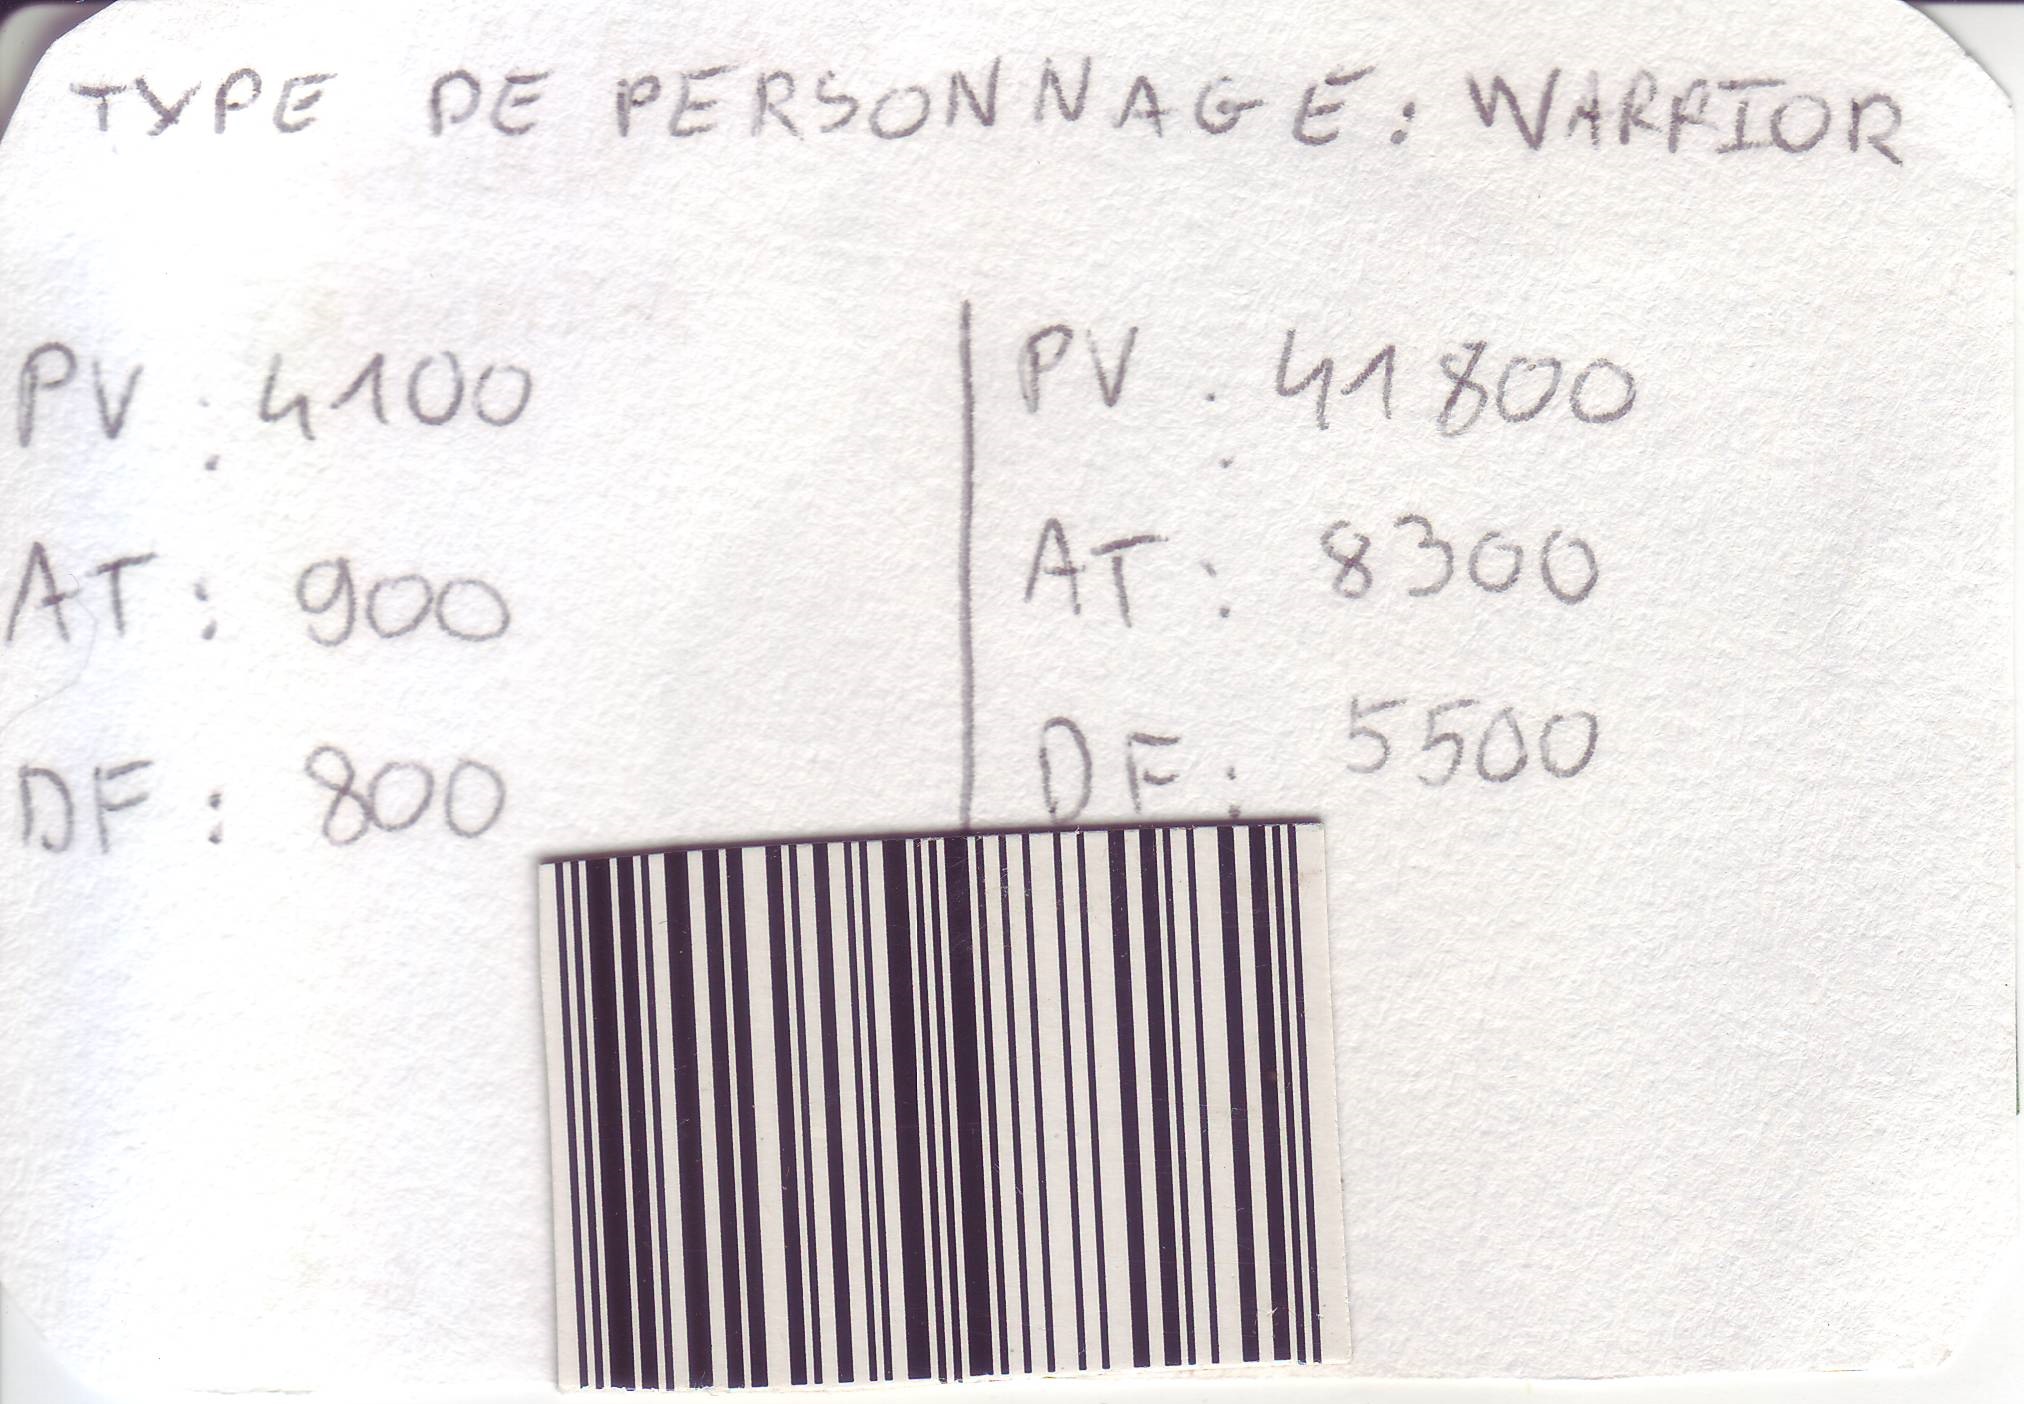 TYPE DE PERSONNAGE : WARRIOR
PV : 4100
AT : 900
DF : 800
PV : 41800
AT : 8300
DF : 5500